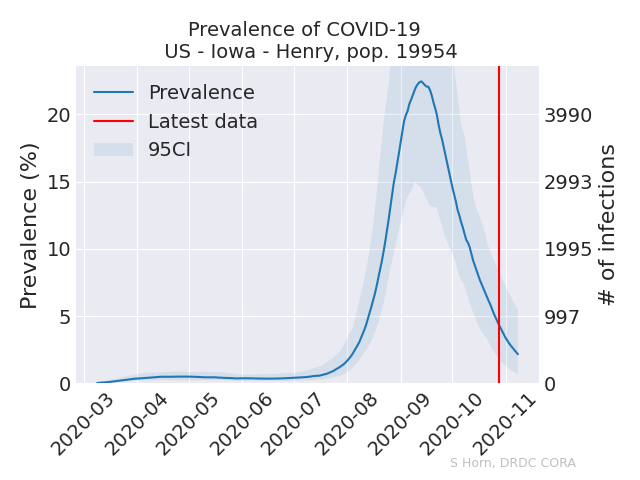 Prevalence of COVID-19
US - Iowa - Henry, pop. 19954
Prevalence
Latest data
95CI
Prevalence (%)
20
15
10
5
0
3990
2993
1995
997
0
# of infections
2020-03
2020-04
2020-05
2020-06
2020-07
2020-08
2020-09
2020-10
2020-11
S Horn, DRDC CORA